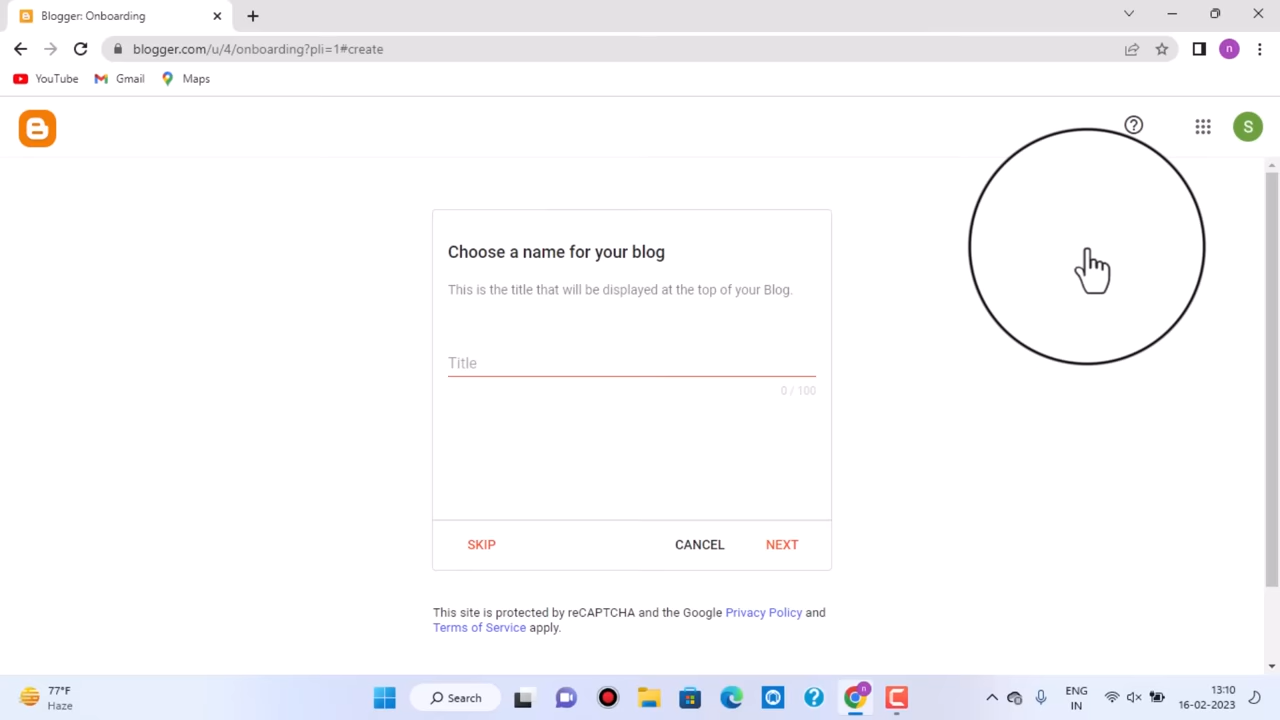 Blogger: Onboarding
blogger.com/u/4/onboarding?pli=1#create
n
YouTube
Gmail
Maps
S
Choose a name for your blog
This is the title that will be displayed at the top of your Blog.
Title
0 / 100
SKIP
CANCEL
NEXT
This site is protected by reCAPTCHA and the Google Privacy Policy and
Terms of Service apply.
77°F
Haze
Search
n
ENG
IN
13:10
16-02-2023